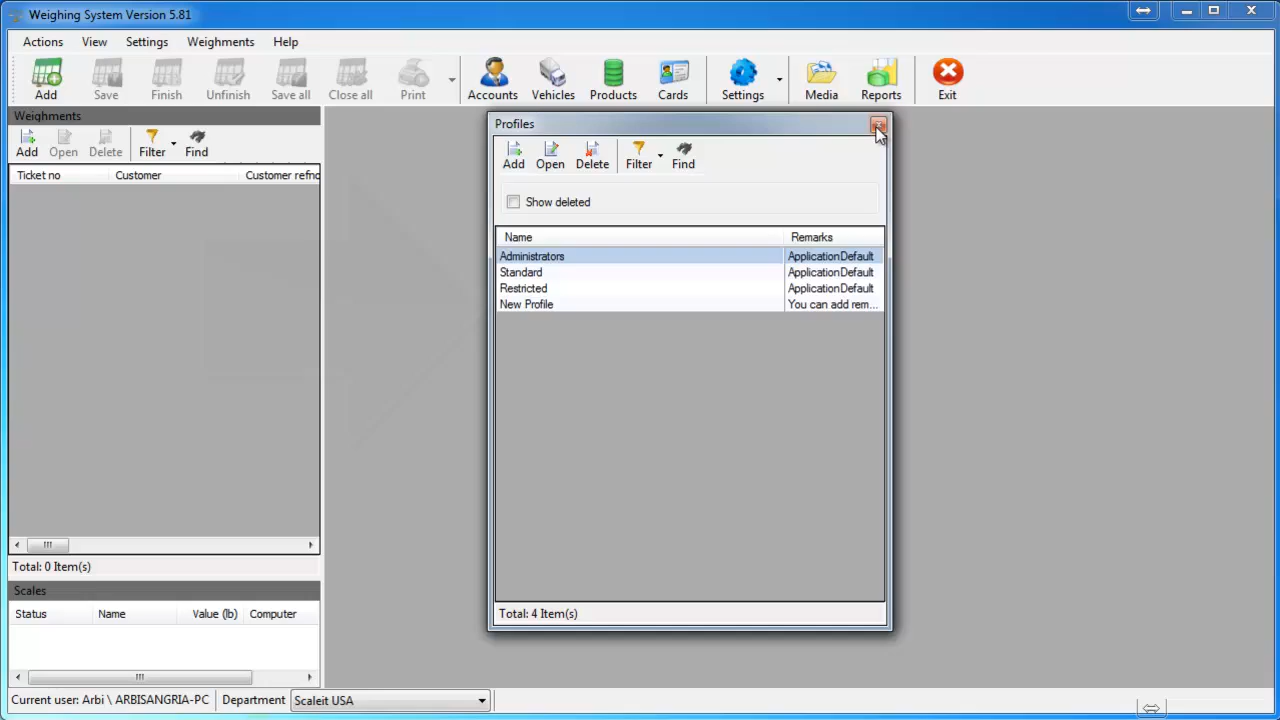 Weighing System Version 5.81
Actions View Settings Weighments Help
Add Save Finish Unfinish Save all Close all Print Accounts Vehicles Products Cards Settings Media Reports Exit
Weighments
Add Open Delete Filter Find
Ticket no Customer Customer refno
Total: 0 Item(s)
Scales
Status Name Value (lb) Computer
Profiles
Add Open Delete Filter Find
Show deleted
Name Remarks
Administrators ApplicationDefault
Standard ApplicationDefault
Restricted ApplicationDefault
New Profile You can add rem...
Total: 4 Item(s)
Current user: Arbi \ ARBISANGRIA-PC Department Scaleit USA